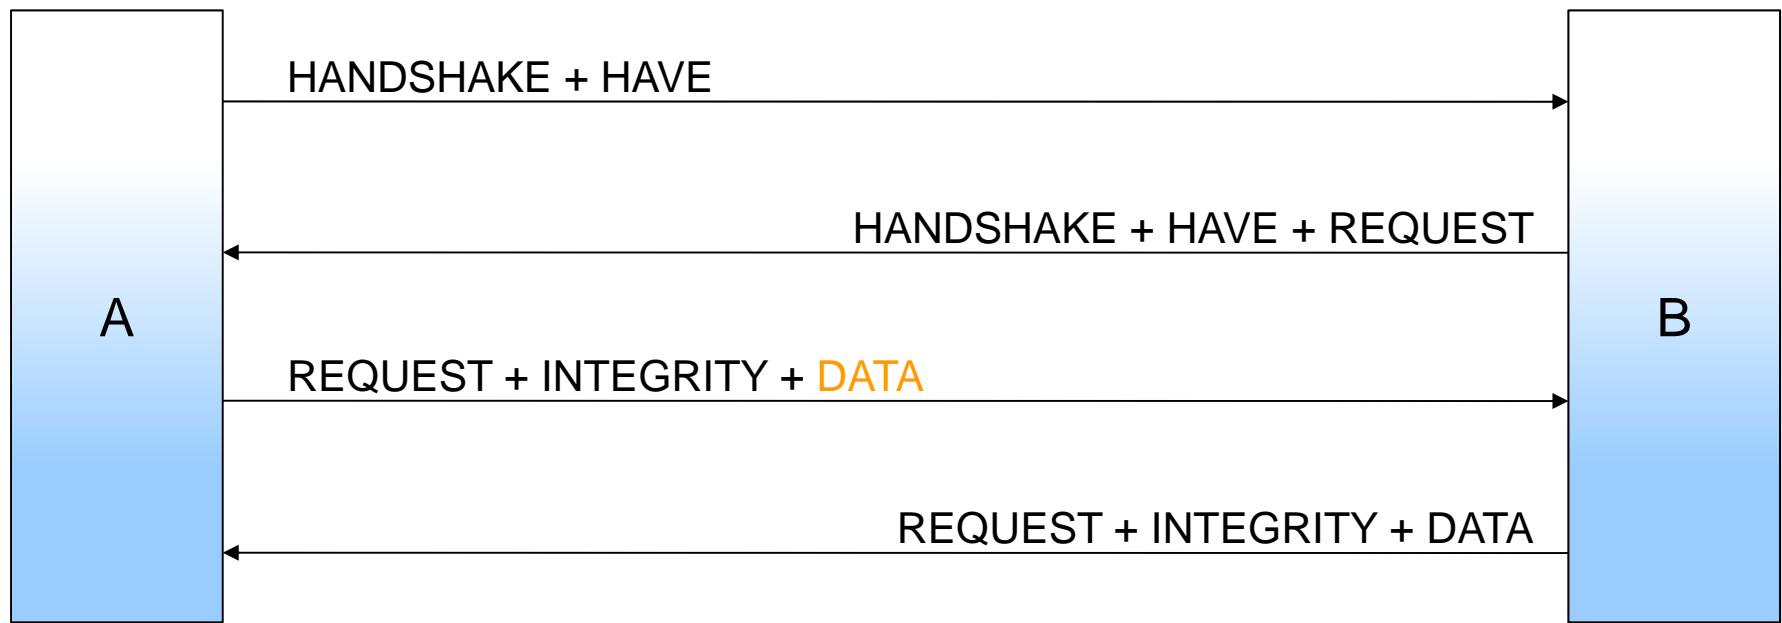 HANDSHAKE + HAVE
HANDSHAKE + HAVE + REQUEST
A
B
REQUEST + INTEGRITY + DATA
REQUEST + INTEGRITY + DATA